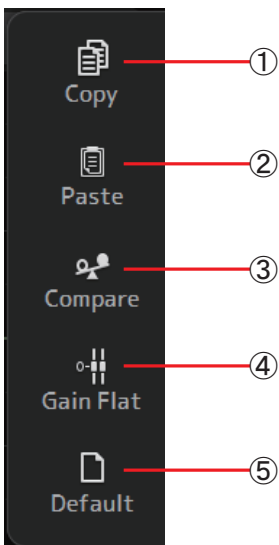 Copy ①
Paste ②
Compare ③
Gain Flat ④
Default ⑤